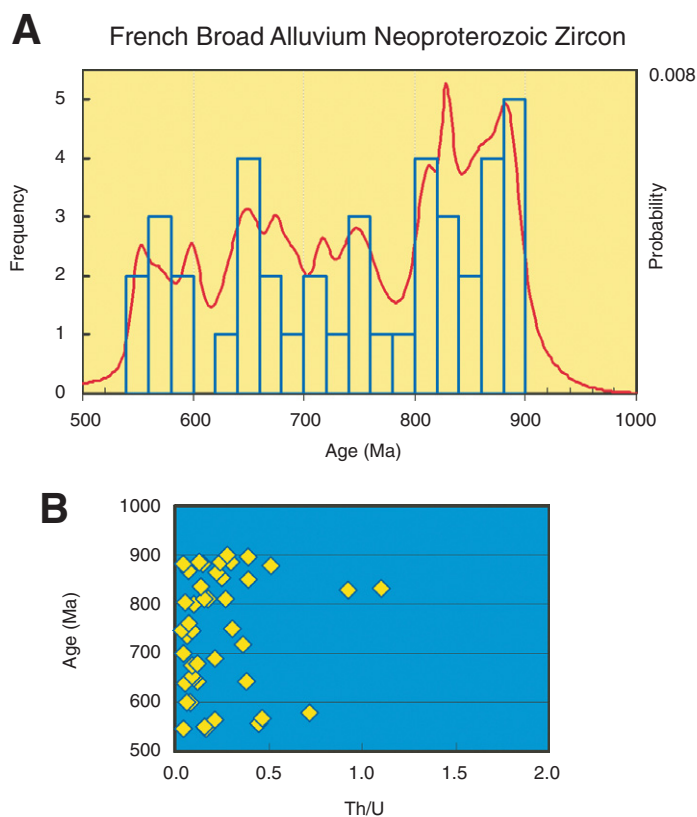 A
French Broad Alluvium Neoproterozoic Zircon
0.008
5
4
3
2
1
0
Frequency
Probability
500 600 700 800 900 1000
Age (Ma)
B
1000
900
800
700
600
500
Age (Ma)
0.0 0.5 1.0 1.5 2.0
Th/U